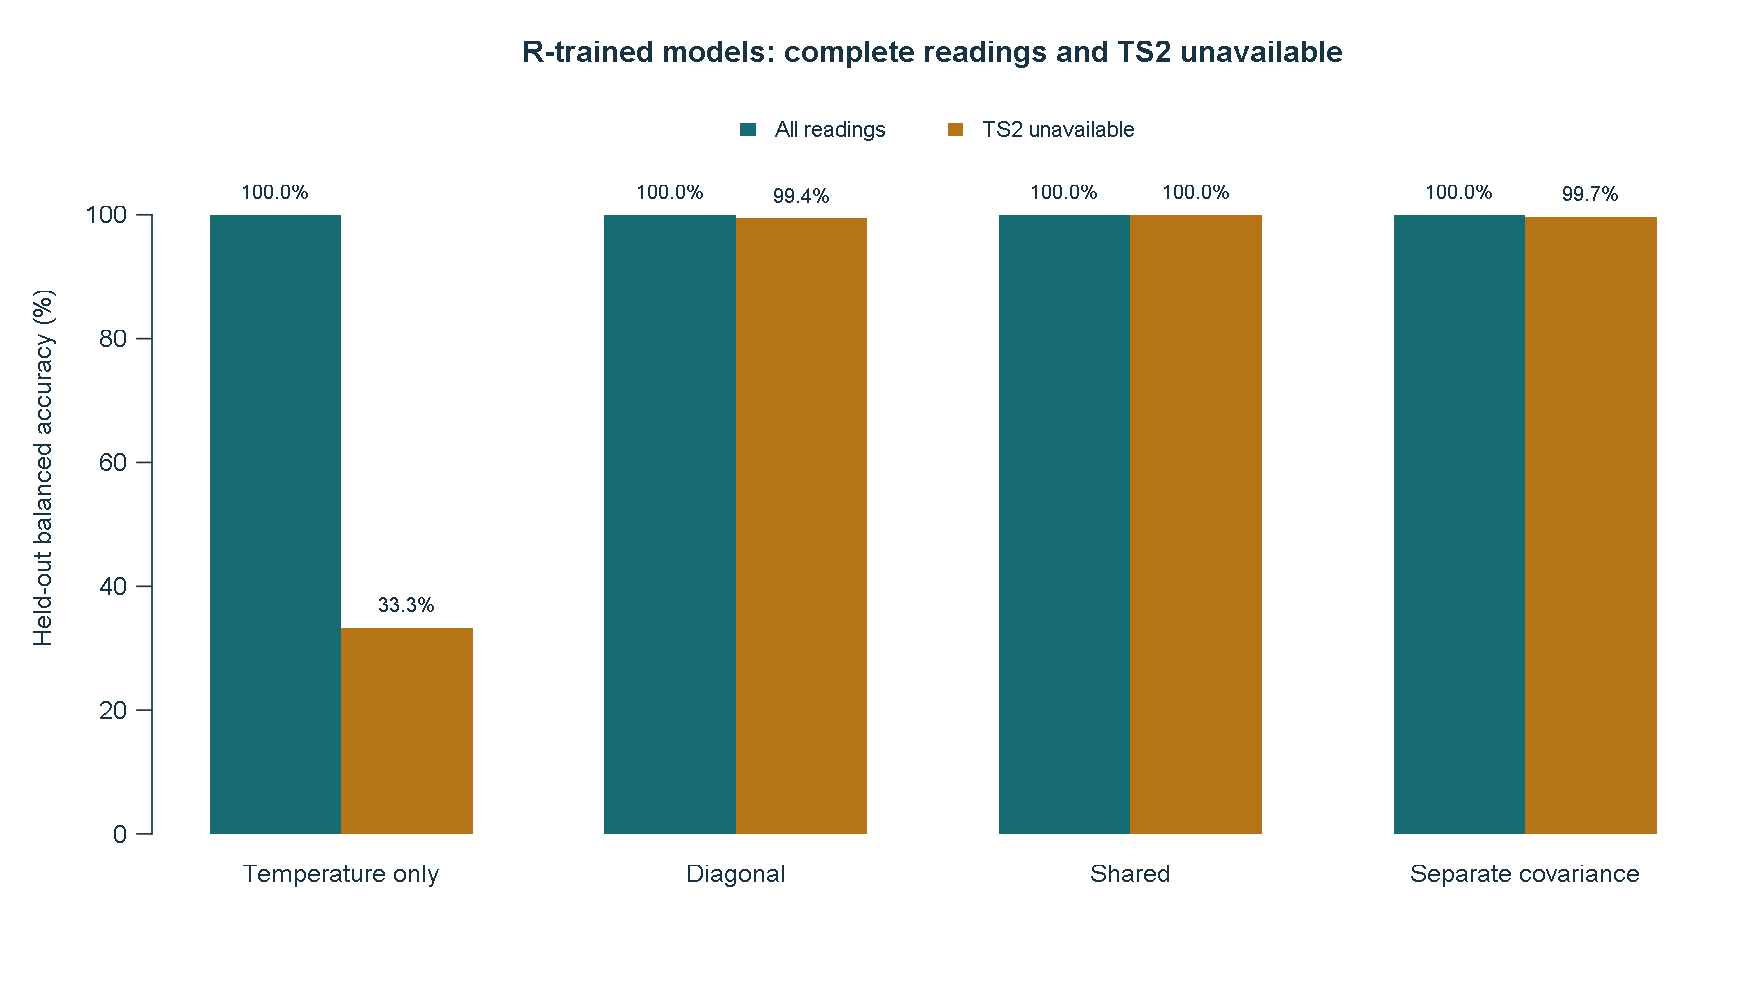 R-trained models: complete readings and TS2 unavailable
All readings TS2 unavailable
100.0% 100.0% 99.4% 100.0% 100.0% 100.0% 99.7%
33.3%
Held-out balanced accuracy (%)
100
80
60
40
20
0
Temperature only Diagonal Shared Separate covariance